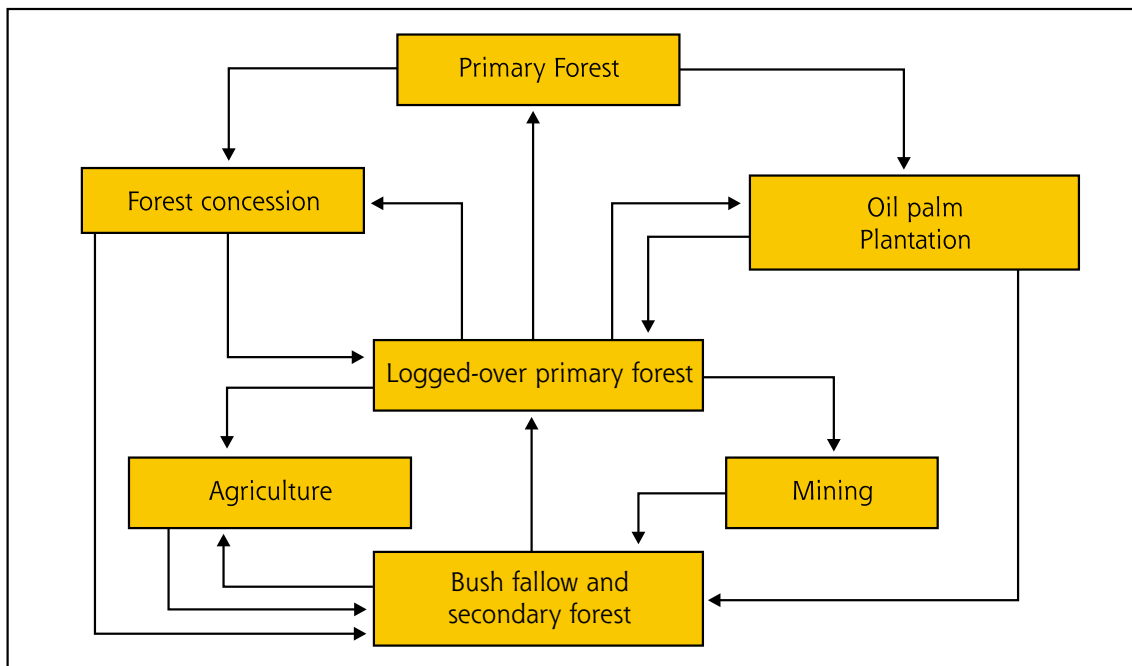 Primary Forest
Forest concession
Oil palm
Plantation
Logged-over primary forest
Agriculture
Mining
Bush fallow and
secondary forest